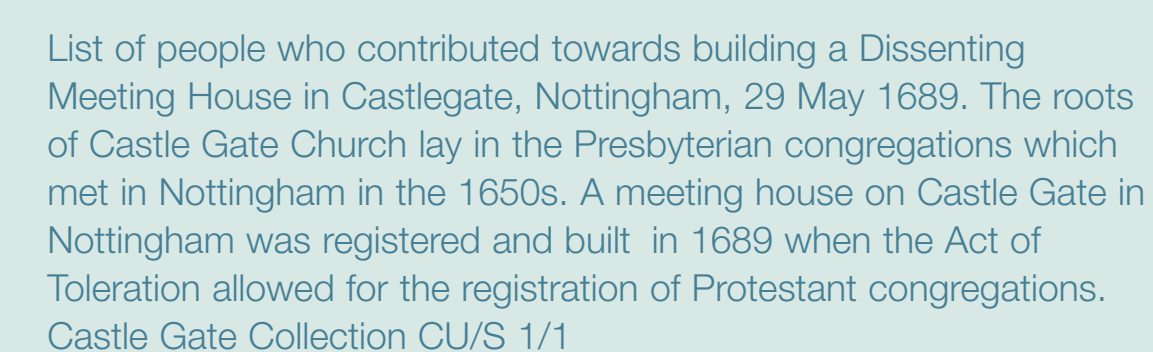 List of people who contributed towards building a Dissenting
Meeting House in Castlegate, Nottingham, 29 May 1689. The roots
of Castle Gate Church lay in the Presbyterian congregations which
met in Nottingham in the 1650s. A meeting house on Castle Gate in
Nottingham was registered and built  in 1689 when the Act of
Toleration allowed for the registration of Protestant congregations.
Castle Gate Collection CU/S 1/1